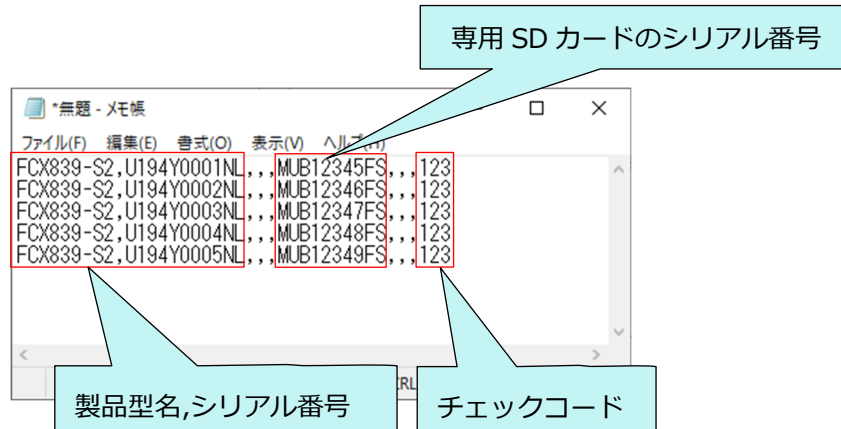 専用 SD カードのシリアル番号
*無題 - メモ帳
ファイル(F) 編集(E) 書式(O) 表示(V)
FCX839-S2,U194Y0001NL,,,MUB12345FS,,,123
FCX839-S2,U194Y0002NL,,,MUB12346FS,,,123
FCX839-S2,U194Y0003NL,,,MUB12347FS,,,123
FCX839-S2,U194Y0004NL,,,MUB12348FS,,,123
FCX839-S2,U194Y0005NL,,,MUB12349FS,,,123
製品型名,シリアル番号
チェックコード